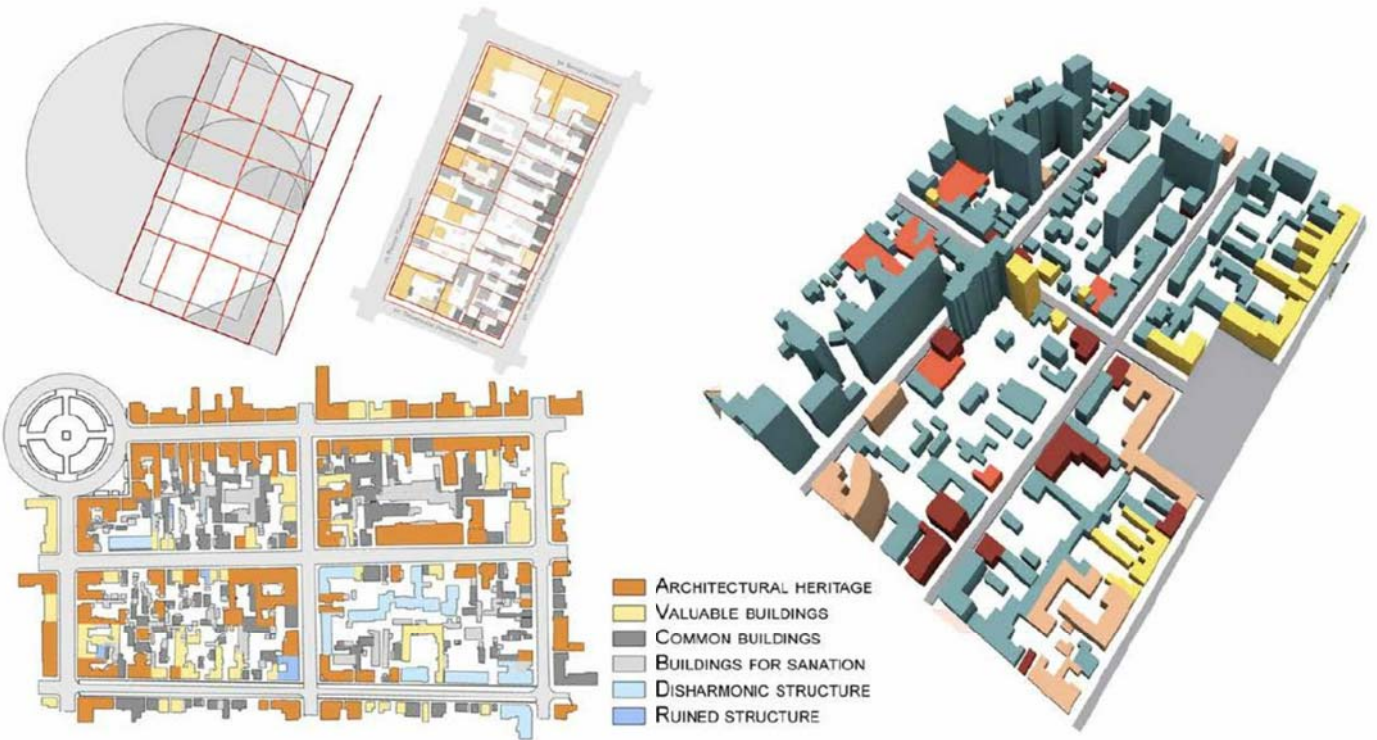 ARCHITECTURAL HERITAGE
VALUABLE BUILDINGS
COMMON BUILDINGS
BUILDINGS FOR SANATION
DISHARMONIC STRUCTURE
RUINED STRUCTURE